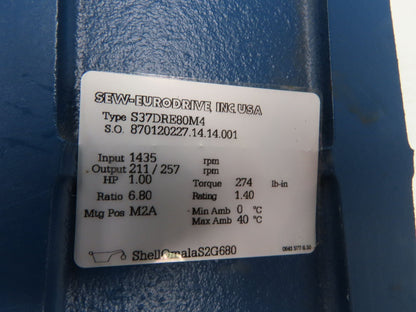 SEW-EURODRIVE, INC. USA
Type S37DRE80M4
S.O. 870120227.14.14.001
Input 1435 rpm
Output 211 / 257 rpm
HP 1.00 Torque 274 lb-in
Ratio 6.80 Rating 1.40
Mtg Pos M2A Min Amb 0 °C
Max Amb 40 °C
ShellOmalaS2G680